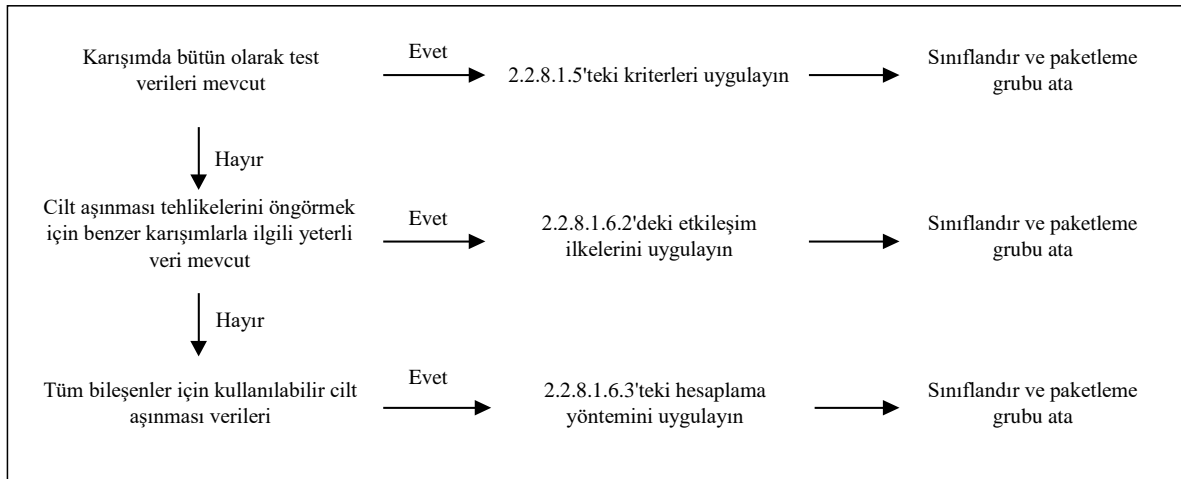 Karışımda bütün olarak test
verileri mevcut
Evet
2.2.8.1.5'teki kriterleri uygulayın
Sınıflandır ve paketleme
grubu ata
Hayır
Cilt aşınması tehlikelerini öngörmek
için benzer karışımlarla ilgili yeterli
veri mevcut
Evet
2.2.8.1.6.2'deki etkileşim
ilkelerini uygulayın
Sınıflandır ve paketleme
grubu ata
Hayır
Tüm bileşenler için kullanılabilir cilt
aşınması verileri
Evet
2.2.8.1.6.3'teki hesaplama
yöntemini uygulayın
Sınıflandır ve paketleme
grubu ata